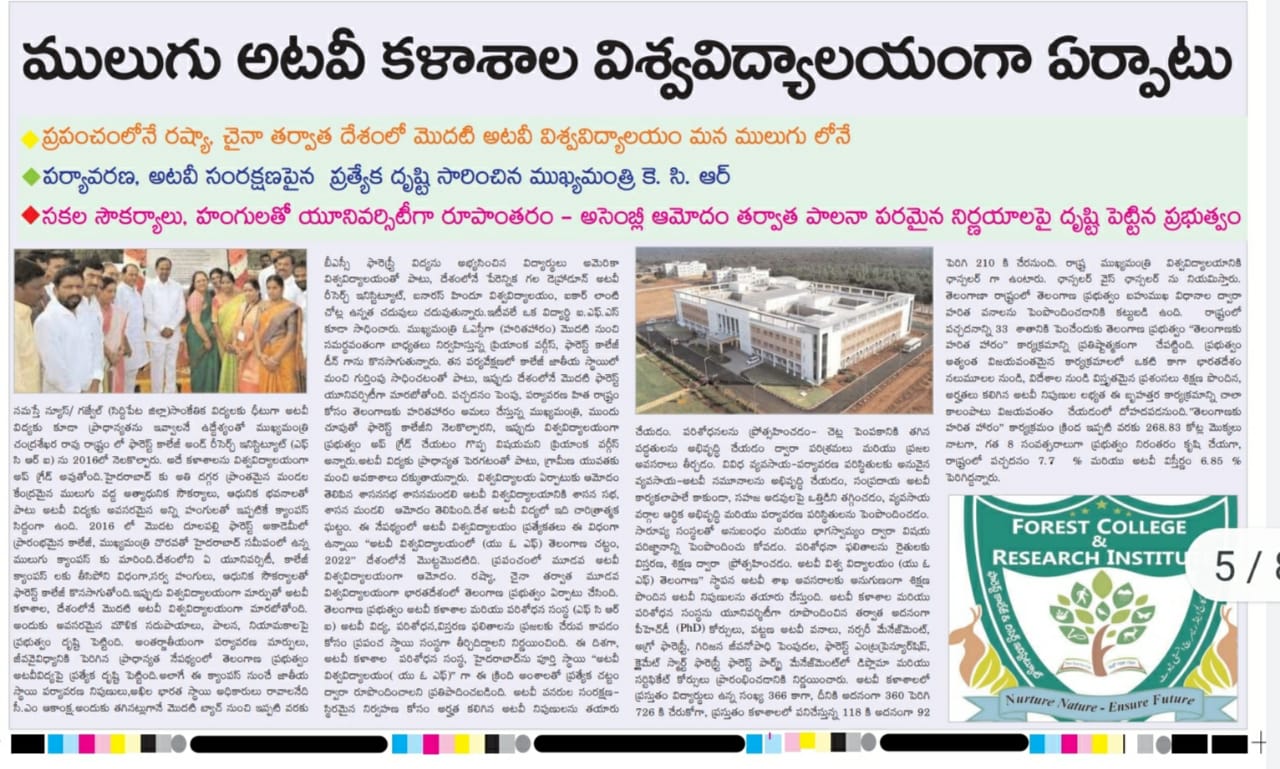 ములుగు అటవీ కళాశాల విశ్వవిద్యాలయంగా ఏర్పాటు
ప్రపంచంలోనే రష్యా, చైనా తర్వాత దేశంలో మొదటి అటవీ విశ్వవిద్యాలయం మన ములుగు లోనే
పర్యావరణ, అటవీ సంరక్షణపైన ప్రత్యేక దృష్టి సారించిన ముఖ్యమంత్రి కె. సి. ఆర్
సకల సౌకర్యాలు, హంగులతో యూనివర్సిటీగా రూపాంతరం - అసెంబ్లీ ఆమోదం తర్వాత పాలనా పరమైన నిర్ణయాలపై దృష్టి పెట్టిన ప్రభుత్వం
నమస్తే న్యూస్/ గజ్వేల్ (సిద్దిపేట జిల్లా)సాంకేతిక విద్యలకు ధీటుగా అటవీ
విద్యకు కూడా ప్రాధాన్యతను ఇవ్వాలనే ఉద్దేశ్యంతో ముఖ్యమంత్రి
చంద్రశేఖర రావు రాష్ట్రం లో ఫారెస్ట్ కాలేజ్ అండ్ రీసెర్చ్ ఇనిస్టిట్యూట్ (ఎఫ్
సి ఆర్ ఐ) ను 2016లో నెలకొల్పారు. అదే కళాశాలను విశ్వవిద్యాలయంగా
అప్ గ్రేడ్ అవుతోంది.హైదరాబాద్ కు అతి దగ్గర ప్రాంతమైన మండల
కేంద్రమైన ములుగు వద్ద అత్యాధునిక సౌకర్యాలు, ఆధునిక భవనాలతో
పాటు అటవీ విద్యకు అవసరమైన అన్ని హంగులతో ఇప్పటికే క్యాంపస్
సిద్ధంగా ఉంది. 2016 లో మొదట దూలపల్లి ఫారెస్ట్ అకాడెమీలో
ప్రారంభమైన కాలేజ్, ముఖ్యమంత్రి చొరవతో హైదరాబాద్ సమీపంలో ఉన్న
ములుగు క్యాంపస్ కు మారింది.దేశంలోని ఏ యూనివర్సిటీ, కాలేజీ
క్యాంపస్ లకు తీసిపోని విధంగా,సర్వ హంగులు, ఆధునిక సౌకర్యాలతో
ఫారెస్ట్ కాలేజీ కొనసాగుతోంది.ఇప్పుడు విశ్వవిద్యాలయంగా మార్పుతో అటవీ
కళాశాల, దేశంలోనే మొదటి అటవీ విశ్వవిద్యాలయంగా మారబోతోంది.
అందుకు అవసరమైన మౌళిక సదుపాయాలు, పాలన, నియామకాలపై
ప్రభుత్వం దృష్టి పెట్టింది. అంతర్జాతీయంగా పర్యావరణ మార్పులు,
జీవవైవిధ్యానికి పెరిగిన ప్రాధాన్యత నేపథ్యంలో తెలంగాణ ప్రభుత్వం
అటవీవిద్యపై ప్రత్యేక దృష్టి పెట్టింది.అలాగే ఈ క్యాంపస్ నుంచే జాతీయ
స్థాయి పర్యావరణ నిపుణులు,అఖిల భారత స్థాయి అధికారులు రావాలనేది
సీ.ఎం ఆకాంక్ష.అందుకు తగినట్లుగానే మొదటి బ్యాచ్ నుంచి ఇప్పటి వరకు
బీఎస్సీ ఫారెస్ట్రీ విద్యను అభ్యసించిన విద్యార్థులు అమెరికా
విశ్వవిద్యాలయంతో పాటు, దేశంలోనే పేరెన్నిక గల డెహ్రాడూన్ అటవీ
రీసెర్చ్ ఇనిస్టిట్యూట్, బనారస్ హిందూ విశ్వవిద్యాలయం, ఐకార్ లాంటి
చోట్ల ఉన్నత చదువులు చదువుతున్నారు.ఇటీవలే ఒక విద్యార్థి ఐ.ఎఫ్.ఎస్
కూడా సాధించారు. ముఖ్యమంత్రి ఓఎస్డీగా (హరితహారం) మొదటి నుంచి
సమర్థవంతంగా బాధ్యతలు నిర్వహిస్తున్న ప్రియాంక వర్గీస్, ఫారెస్ట్ కాలేజీ
డీన్ గాను కొనసాగుతున్నారు. తన పర్యవేక్షణలో కాలేజీ జాతీయ స్థాయిలో
మంచి గుర్తింపు సాధించటంతో పాటు, ఇప్పుడు దేశంలోనే మొదటి ఫారెస్ట్
యూనివర్సిటీగా మారబోతోంది. పచ్చదనం పెంపు, పర్యావరణ హిత రాష్ట్రం
కోసం తెలంగాణకు హరితహారం అమలు చేస్తున్న ముఖ్యమంత్రి, ముందు
చూపుతో ఫారెస్ట్ కాలేజీని నెలకొల్పారని, ఇప్పుడు విశ్వవిద్యాలయంగా
ప్రభుత్వం అప్ గ్రేడ్ చేయటం గొప్ప విషయమని ప్రియాంక వర్గీస్
అన్నారు.అటవీ విద్యకు ప్రాధాన్యత పెరగటంతో పాటు, గ్రామీణ యువతకు
మంచి అవకాశాలు దక్కుతాయన్నారు. విశ్వవిద్యాలయ ఏర్పాటుకు ఆమోదం
తెలిపిన శాసనసభ శాసనమండలి అటవీ విశ్వవిద్యాలయానికి శాసన సభ,
శాసన మండలి ఆమోదం తెలిపింది.దేశ అటవీ విద్యలో ఇది చారిత్రాత్మక
ఘట్టం. ఈ నేపథ్యంలో అటవీ విశ్వవిద్యాలయం ప్రత్యేకతలు ఈ విధంగా
ఉన్నాయి "అటవీ విశ్వవిద్యాలయంలో (యు ఓ ఎఫ్) తెలంగాణ చట్టం,
2022" దేశంలోనే మొట్టమొదటిది. ప్రపంచంలో మూడవ అటవీ
విశ్వవిద్యాలయంగా ఆమోదం. రష్యా, చైనా తర్వాత మూడవ
విశ్వవిద్యాలయంగా భారతదేశంలో తెలంగాణ ప్రభుత్వం ఏర్పాటు చేసింది.
తెలంగాణ ప్రభుత్వం అటవీ కళాశాల మరియు పరిశోధన సంస్థ (ఎఫ్ సి ఆర్
ఐ) అటవీ విద్య, పరిశోధన,విస్తరణ ఫలితాలను ప్రజలకు చేరువ కావడం
కోసం ప్రపంచ స్థాయి సంస్థగా తీర్చిదిద్దాలని నిర్ణయించింది. ఈ దిశగా,
అటవీ కళాశాల పరిశోధన సంస్థ, హైదరాబాద్‌ను పూర్తి స్థాయి "అటవీ
విశ్వవిద్యాలయం( యు ఓ ఎఫ్)" గా ఈ క్రింది అంశాలతో ప్రత్యేక చట్టం
ద్వారా రూపొందించాలని ప్రతిపాదించబడింది. అటవీ వనరుల సంరక్షణ-
స్థిరమైన నిర్వహణ కోసం అర్హత కలిగిన అటవీ నిపుణులను తయారు
చేయడం. పరిశోధనలను ప్రోత్సహించడం- చెట్ల పెంపకానికి తగిన
పద్ధతులను అభివృద్ధి చేయడం ద్వారా పరిశ్రమలు మరియు ప్రజల
అవసరాలు తీర్చడం. వివిధ వ్యవసాయ-పర్యావరణ పరిస్థితులకు అనువైన
వ్యవసాయ-అటవీ నమూనాలను అభివృద్ధి చేయడం, సంప్రదాయ అటవీ
కార్యకలాపాలే కాకుండా, సహజ అడవులపై ఒత్తిడిని తగ్గించడం, వ్యవసాయ
వర్గాల ఆర్థిక అభివృద్ధి మరియు పర్యావరణ పరిస్థితులను పెంపొందించడం.
సారూప్య సంస్థలతో అనుబంధం మరియు భాగస్వామ్యం ద్వారా విషయ
పరిజ్ఞానాన్ని పెంపొందించు కోవడం. పరిశోధనా ఫలితాలను రైతులకు
విస్తరణ, శిక్షణ ద్వారా ప్రోత్సహించడం. అటవీ విశ్వ విద్యాలయం (యు ఓ
ఎఫ్) తెలంగాణ" స్థాపన అటవీ శాఖ అవసరాలకు అనుగుణంగా శిక్షణ
పొందిన అటవీ నిపుణులను తయారు చేస్తుంది. అటవీ కళాశాల మరియు
పరిశోధన సంస్థను యూనివర్సిటీగా రూపొందించిన తర్వాత అదనంగా
పీహెచ్‌డీ (PhD) కోర్సులు, పట్టణ అటవీ వనాలు, నర్సరీ మేనేజ్‌మెంట్,
అగ్రో ఫారెస్ట్రీ, గిరిజన జీవనోపాధి పెంపుదల, ఫారెస్ట్ ఎంట్రప్రెన్యూర్‌షిప్,
క్లైమేట్ స్మార్ట్ ఫారెస్ట్రీ ఫారెస్ట్ పార్క్ మేనేజ్‌మెంట్‌లో డిప్లొమా మరియు
సర్టిఫికేట్ కోర్సులు ప్రారంభించడానికి నిర్ణయించారు. అటవీ కళాశాలలో
ప్రస్తుతం విద్యార్థులు ఉన్న సంఖ్య 366 కాగా, దీనికి అదనంగా 360 పెరిగి
726 కి చేరుకోగా, ప్రస్తుతం కళాశాలలో పనిచేస్తున్న 118 కి అదనంగా 92
పెరిగి 210 కి చేరనుంది. రాష్ట్ర ముఖ్యమంత్రి విశ్వవిద్యాలయానికి
ఛాన్సలర్ గా ఉంటారు. ఛాన్సలర్ వైస్ ఛాన్సలర్ ను నియమిస్తారు.
తెలంగాణా రాష్ట్రంలో తెలంగాణ ప్రభుత్వం బహుముఖ విధానాల ద్వారా
హరిత వనాలను పెంపొందించడానికి కట్టుబడి ఉంది. రాష్ట్రంలో
పచ్చదనాన్ని 33 శాతానికి పెంచేందుకు తెలంగాణ ప్రభుత్వం "తెలంగాణకు
హరిత హారం" కార్యక్రమాన్ని ప్రతిష్ఠాత్మకంగా చేపట్టింది. ప్రభుత్వం
అత్యంత విజయవంతమైన కార్యక్రమాలలో ఒకటి కాగా భారతదేశం
నలుమూలల నుండి, విదేశాల నుండి విస్తృతమైన ప్రశంసలు శిక్షణ పొందిన,
అర్హతలు కలిగిన అటవీ నిపుణుల లభ్యత ఈ బృహత్తర కార్యక్రమాన్ని చాలా
కాలంపాటు విజయవంతం చేయడంలో దోహదపడనుంది."తెలంగాణకు
హరిత హారం" కార్యక్రమం క్రింద ఇప్పటి వరకు 268.83 కోట్ల మొక్కలు
నాటగా, గత 8 సంవత్సరాలుగా ప్రభుత్వం నిరంతరం కృషి చేయగా,
రాష్ట్రంలో పచ్చదనం 7.7 % మరియు అటవీ విస్తీర్ణం 6.85 %
పెరిగిద్దన్నారు.
FOREST COLLEGE
&
RESEARCH INSTITU
Nurture Nature - Ensure Future
5 / 8